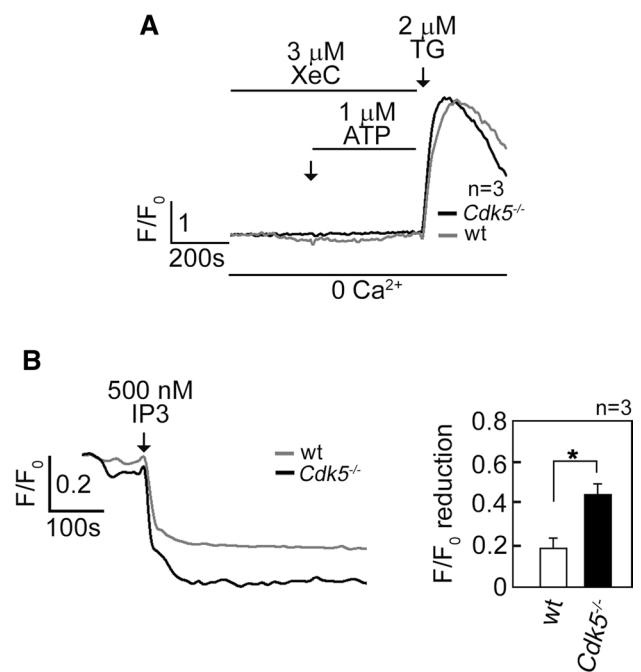 A
2 μM
TG
3 μM
XeC
1 μM
ATP
n=3
Cdk5-/-
wt
F/F0
1
200s
0 Ca2+
B
500 nM
IP3
wt
Cdk5-/-
F/F0
0.2
100s
n=3
0.8
0.6
*
0.4
0.2
0
F/F0 reduction
wt
Cdk5-/-